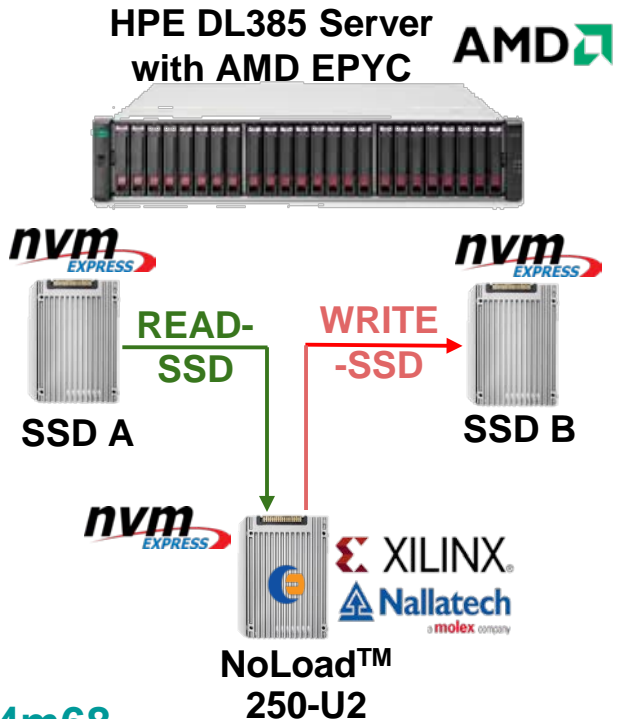 HPE DL385 Server
with AMD EPYC
AMD
nvm
EXPRESS
nvm
EXPRESS
READ-
SSD
WRITE
-SSD
SSD A
SSD B
nvm
EXPRESS
XILINX®
Nallatech
a molex company
NoLoad™
250-U2